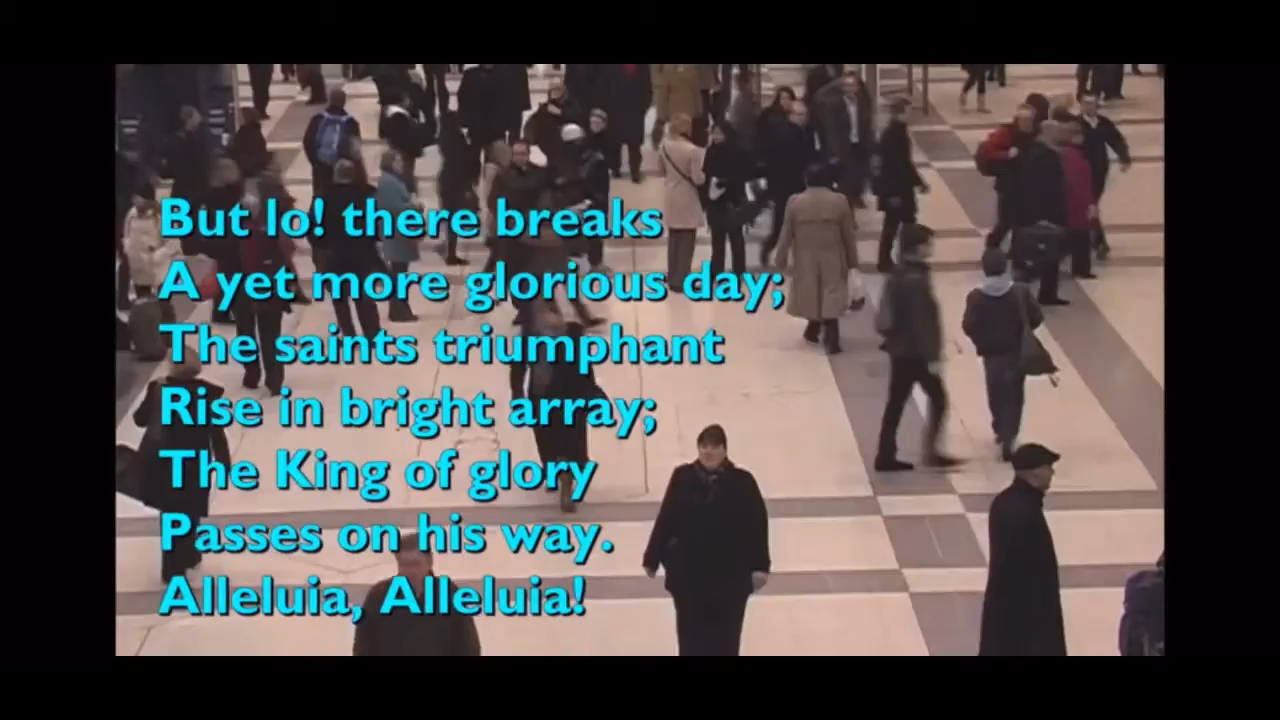 But lo! there breaks
A yet more glorious day;
The saints triumphant
Rise in bright array;
The King of glory
Passes on his way.
Alleluia, Alleluia!